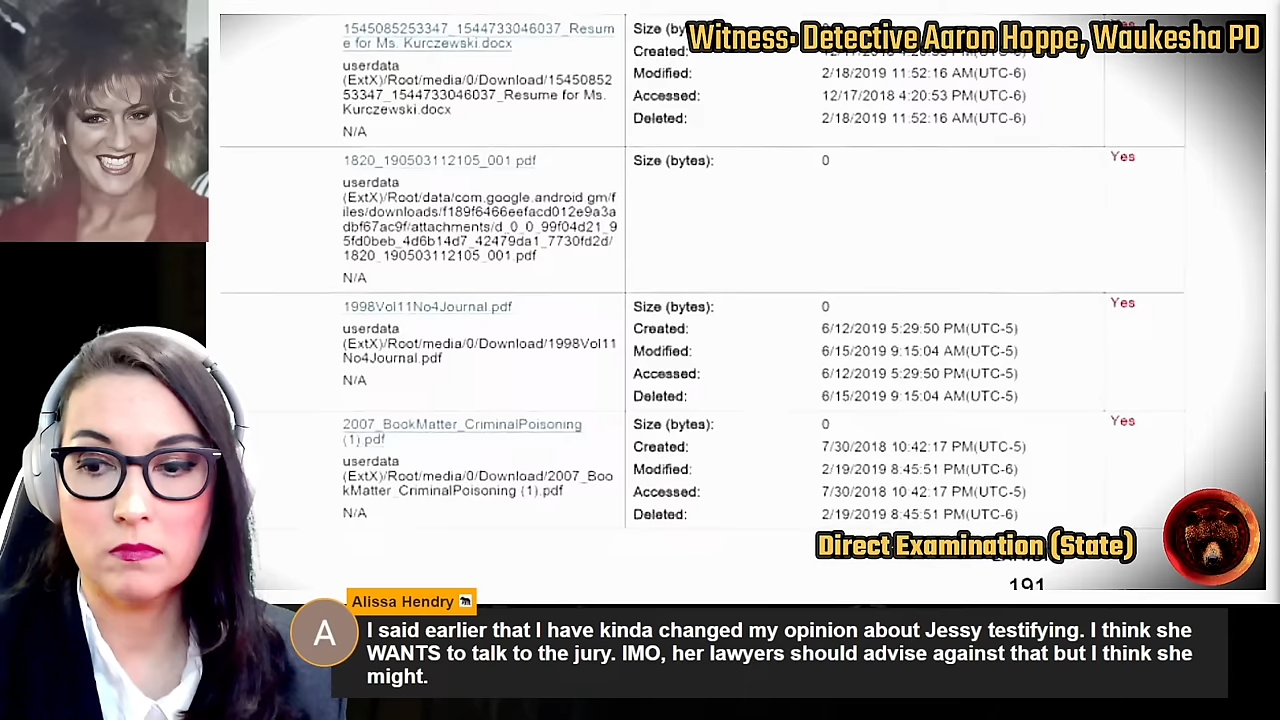 Witness: Detective Aaron Hoppe, Waukesha PD
1545085253347_1544733046037_Resum
e for Ms. Kurczewski.docx
userdata
(ExtX)/Root/media/0/Download/15450852
53347_1544733046037_Resume for Ms.
Kurczewski.docx
N/A
Size (by
Created:
Modified: 2/18/2019 11:52:16 AM(UTC-6)
Accessed: 12/17/2018 4:20:53 PM(UTC-6)
Deleted: 2/18/2019 11:52:16 AM(UTC-6)
1820_190503112105_001.pdf
userdata
(ExtX)/Root/data/com.google.android.gm/f
iles/downloads/f189f6466eefacd012e9a3a
dbf67ac9f/attachments/d_0_0_99f04d21_9
5fd0beb_4d6b14d7_42479da1_7730fd2d/
1820_190503112105_001.pdf
N/A
Size (bytes): 0
Yes
1998Vol11No4Journal.pdf
userdata
(ExtX)/Root/media/0/Download/1998Vol11
No4Journal.pdf
N/A
Size (bytes): 0
Created: 6/12/2019 5:29:50 PM(UTC-5)
Modified: 6/15/2019 9:15:04 AM(UTC-5)
Accessed: 6/12/2019 5:29:50 PM(UTC-5)
Deleted: 6/15/2019 9:15:04 AM(UTC-5)
Yes
2007_BookMatter_CriminalPoisoning
(1).pdf
userdata
(ExtX)/Root/media/0/Download/2007_Boo
kMatter_CriminalPoisoning (1).pdf
N/A
Size (bytes): 0
Created: 7/30/2018 10:42:17 PM(UTC-5)
Modified: 2/19/2019 8:45:51 PM(UTC-6)
Accessed: 7/30/2018 10:42:17 PM(UTC-5)
Deleted: 2/19/2019 8:45:51 PM(UTC-6)
Yes
Direct Examination (State)
191
Alissa Hendry
A
I said earlier that I have kinda changed my opinion about Jessy testifying. I think she
WANTS to talk to the jury. IMO, her lawyers should advise against that but I think she
might.